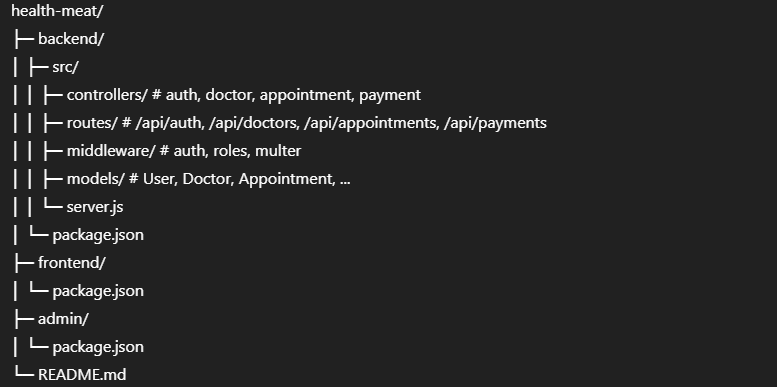 health-meat/
├─ backend/
│ ├─ src/
│ │ ├─ controllers/ # auth, doctor, appointment, payment
│ │ ├─ routes/ # /api/auth, /api/doctors, /api/appointments, /api/payments
│ │ ├─ middleware/ # auth, roles, multer
│ │ ├─ models/ # User, Doctor, Appointment, ...
│ │ └─ server.js
│ └─ package.json
├─ frontend/
│ └─ package.json
├─ admin/
│ └─ package.json
└─ README.md